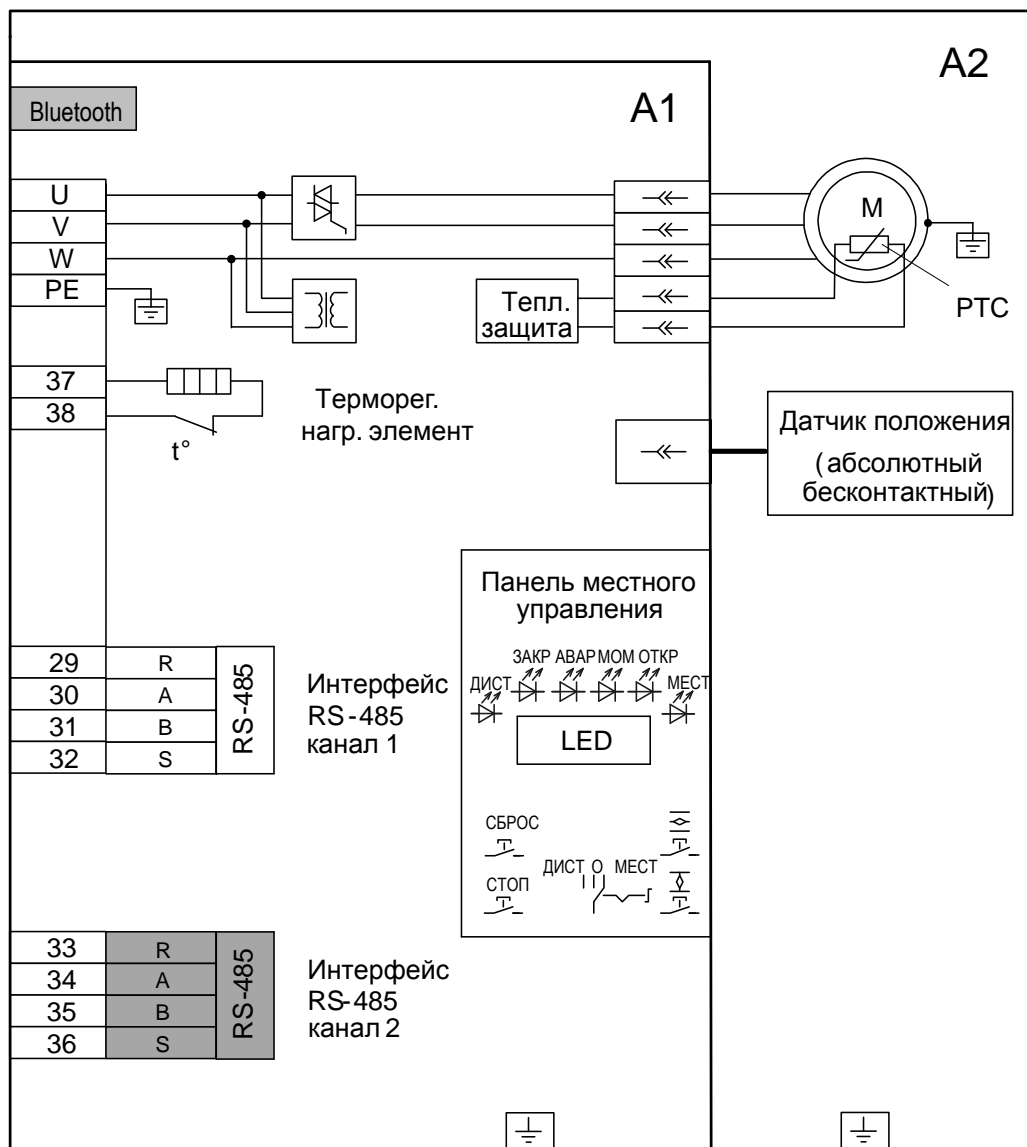 A2
A1
Bluetooth
U
V
W
PE
M
PTC
Тепл.
защита
37
38
t°
Терморег.
нагр. элемент
Датчик положения
(абсолютный
бесконтактный)
Панель местного
управления
ЗАКР АВАР МОМ ОТКР
ДИСТ МЕСТ
LED
29 R
30 A
31 B
32 S
RS-485
Интерфейс
RS-485
канал 1
СБРОС
ДИСТ О МЕСТ
СТОП
33 R
34 A
35 B
36 S
RS-485
Интерфейс
RS-485
канал 2